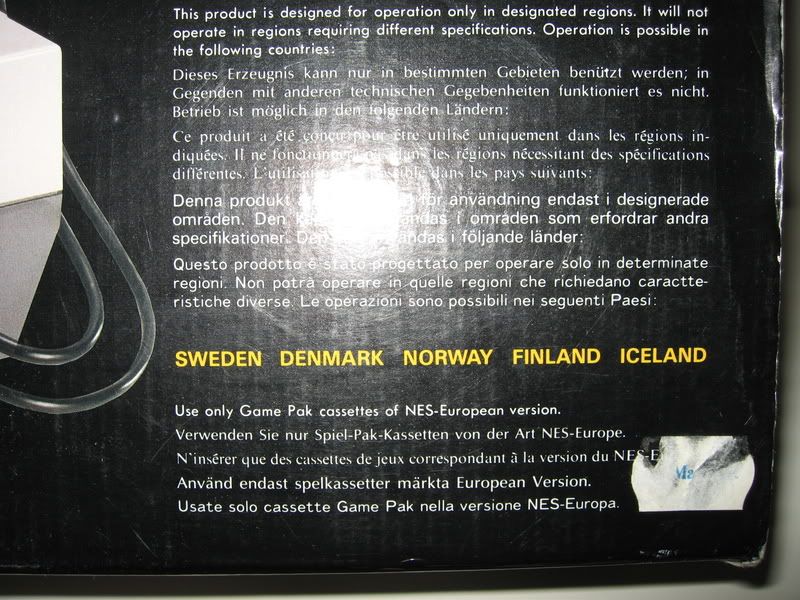 This product is designed for operation only in designated regions. It will not
operate in regions requiring different specifications. Operation is possible in
the following countries:
Dieses Erzeugnis kann nur in bestimmten Gebieten benützt werden; in
Gegenden mit anderen technischen Gegebenheiten funktioniert es nicht.
Betrieb ist möglich in den folgenden Ländern:
Ce produit a été conçu pour être utilisé uniquement dans les régions in-
diquées. Il ne dans les régions nécessitant des spécifications
différentes. L'utilisation possible dans les pays suivants:
Denna produkt för användning endast i designerade
områden. Den i områden som erfordrar andra
specifikationer. Den i följande länder:
Questo prodotto è stato progettato per operare solo in determinate
regioni. Non potrà operare in quelle regioni che richiedano caractte-
ristiche diverse. Le operazioni sono possibili nei seguenti Paesi:
SWEDEN DENMARK NORWAY FINLAND ICELAND
Use only Game Pak cassettes of NES-European version.
Verwenden Sie nur Spiel-Pak-Kassetten von der Art NES-Europe.
N'insérer que des cassettes de jeux correspondant à la version du NES-E
Använd endast spelkassetter märkta European Version.
Usate solo cassette Game Pak nella versione NES-Europa.
Ma